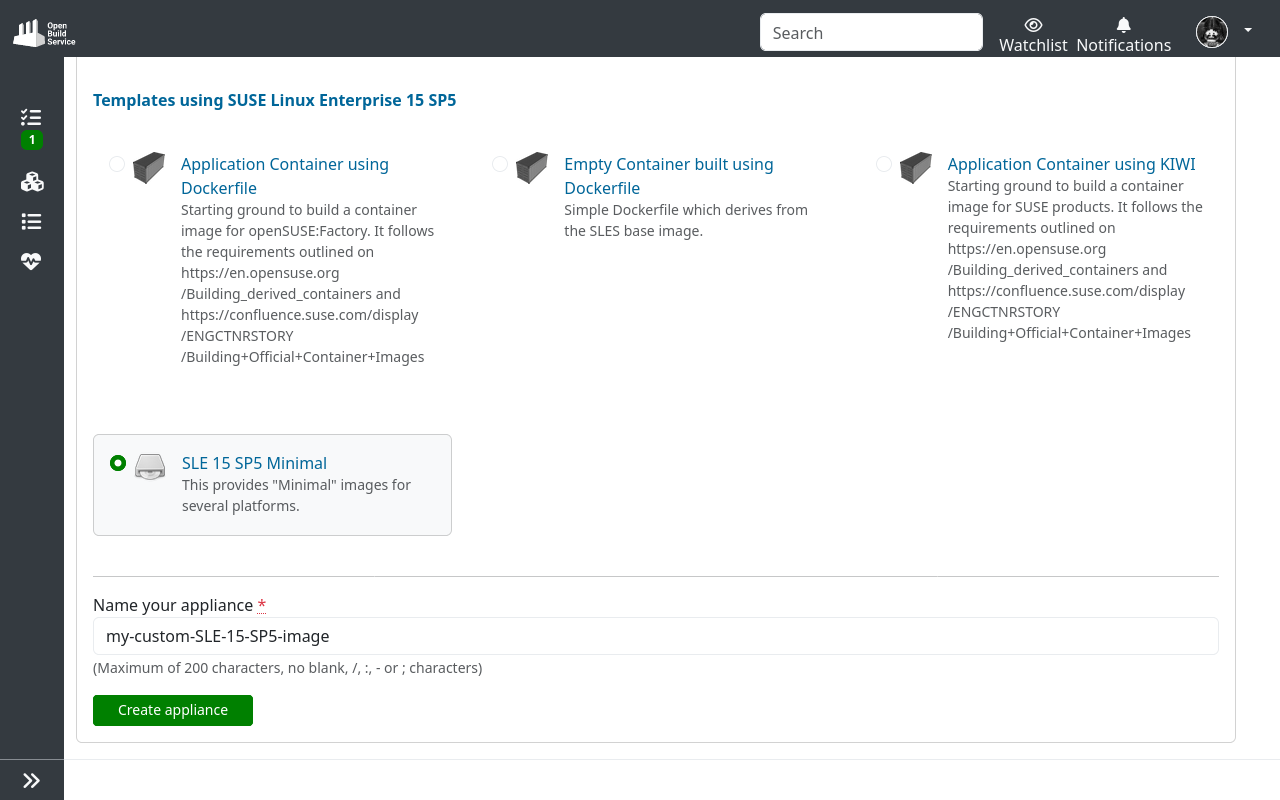 Open
Build
Service
Search
Watchlist
Notifications
1
Templates using SUSE Linux Enterprise 15 SP5
Application Container using
Dockerfile
Starting ground to build a container
image for openSUSE:Factory. It follows
the requirements outlined on
https://en.opensuse.org
/Building_derived_containers and
https://confluence.suse.com/display
/ENGCTNRSTORY
/Building+Official+Container+Images
Empty Container built using
Dockerfile
Simple Dockerfile which derives from
the SLES base image.
Application Container using KIWI
Starting ground to build a container
image for SUSE products. It follows the
requirements outlined on
https://en.opensuse.org
/Building_derived_containers and
https://confluence.suse.com/display
/ENGCTNRSTORY
/Building+Official+Container+Images
SLE 15 SP5 Minimal
This provides "Minimal" images for
several platforms.
Name your appliance *
my-custom-SLE-15-SP5-image
(Maximum of 200 characters, no blank, /, :, - or ; characters)
Create appliance